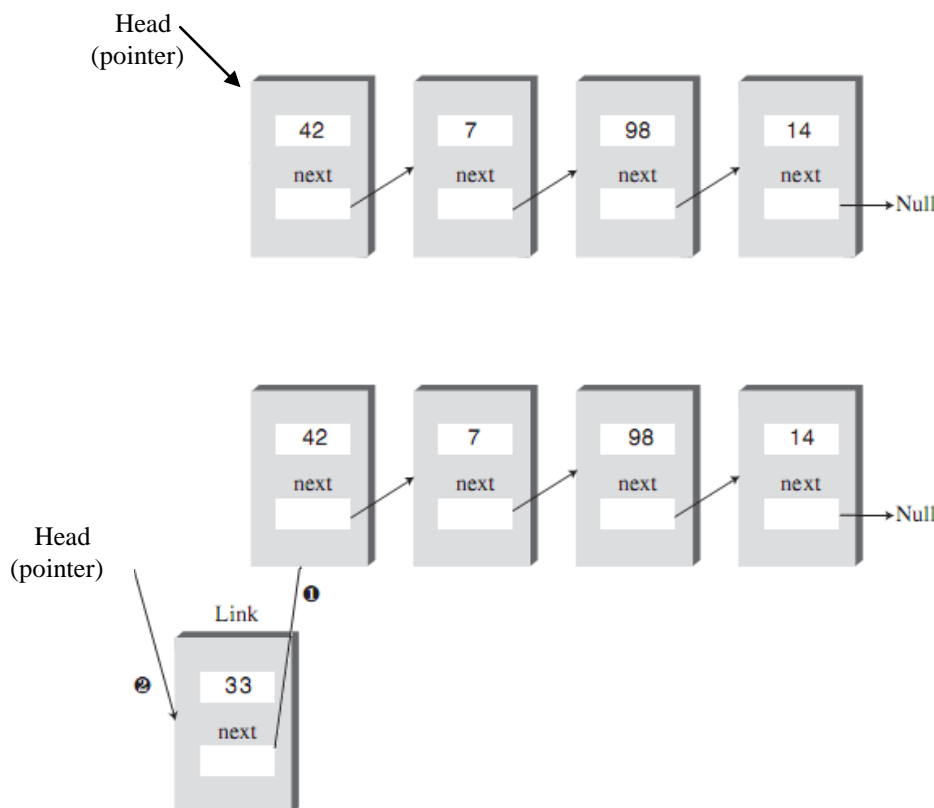 Head
(pointer)
42 7 98 14
next next next next
Null
42 7 98 14
next next next next
Null
Head
(pointer)
❶
Link
❷
33
next